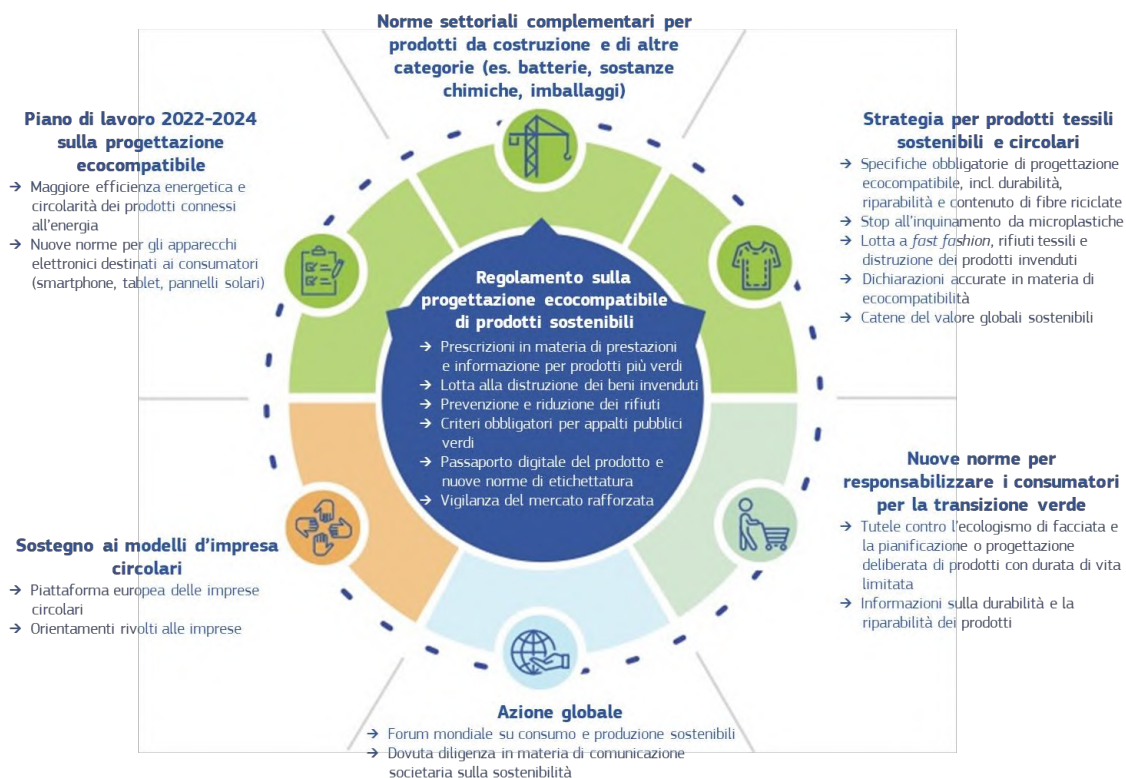 Norme settoriali complementari per
prodotti da costruzione e di altre
categorie (es. batterie, sostanze
chimiche, imballaggi)
Piano di lavoro 2022-2024
sulla progettazione
ecocompatibile
→ Maggiore efficienza energetica e
circolarità dei prodotti connessi
all'energia
→ Nuove norme per gli apparecchi
elettronici destinati ai consumatori
(smartphone, tablet, pannelli solari)
Strategia per prodotti tessili
sostenibili e circolari
→ Specifiche obbligatorie di progettazione
ecocompatibile, incl. durabilità,
riparabilità e contenuto di fibre riciclate
→ Stop all'inquinamento da microplastiche
→ Lotta a fast fashion, rifiuti tessili e
distruzione dei prodotti invenduti
→ Dichiarazioni accurate in materia di
ecocompatibilità
→ Catene del valore globali sostenibili
Regolamento sulla
progettazione ecocompatibile
di prodotti sostenibili
→ Prescrizioni in materia di prestazioni
e informazione per prodotti più verdi
→ Lotta alla distruzione dei beni invenduti
→ Prevenzione e riduzione dei rifiuti
→ Criteri obbligatori per appalti pubblici
verdi
→ Passaporto digitale del prodotto e
nuove norme di etichettatura
→ Vigilanza del mercato rafforzata
Sostegno ai modelli d'impresa
circolari
→ Piattaforma europea delle imprese
circolari
→ Orientamenti rivolti alle imprese
Nuove norme per
responsabilizzare i consumatori
per la transizione verde
→ Tutele contro l'ecologismo di facciata e
la pianificazione o progettazione
deliberata di prodotti con durata di vita
limitata
→ Informazioni sulla durabilità e la
riparabilità dei prodotti
Azione globale
→ Forum mondiale su consumo e produzione sostenibili
→ Dovuta diligenza in materia di comunicazione
societaria sulla sostenibilità